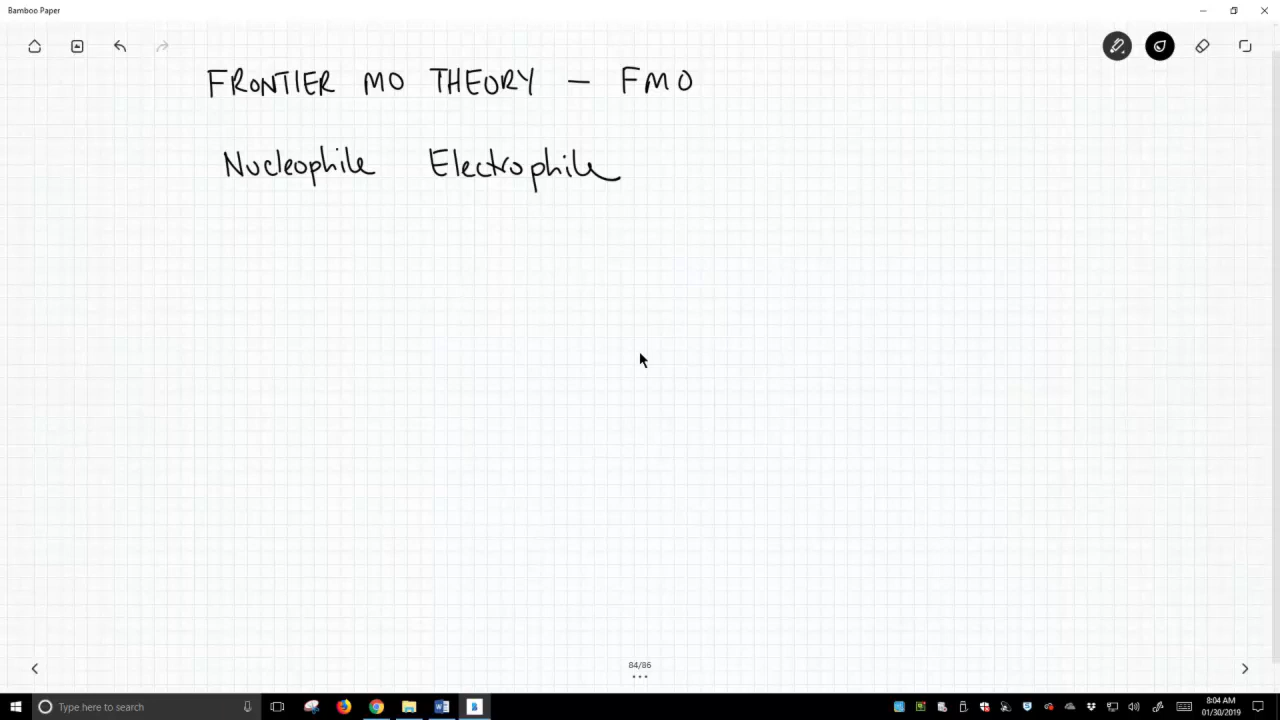 Bamboo Paper
FRONTIER MO THEORY — FMO
Nucleophile Electrophile
84/86
Type here to search
8:04 AM
01/30/2019